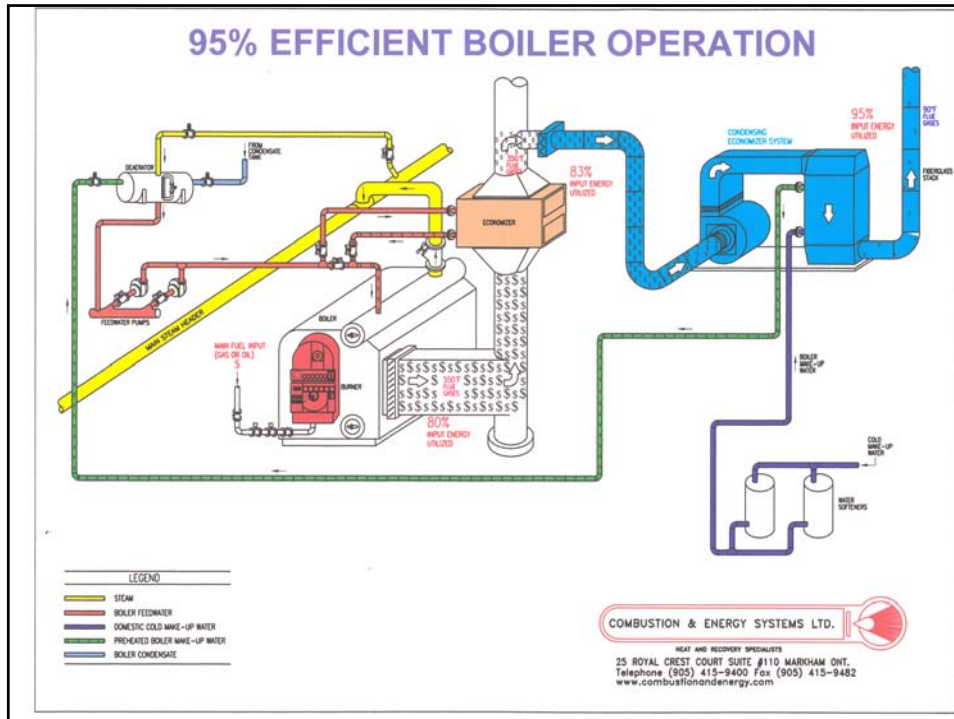 95% EFFICIENT BOILER OPERATION
FROM
CONDENSATE
TANK
DEAERATOR
FEEDWATER PUMPS
MAIN STEAM HEADER
350°F
FLUE
GASES
ECONOMIZER
83%
INPUT ENERGY
UTILIZED
CONDENSING
ECONOMIZER SYSTEM
95%
INPUT ENERGY
UTILIZED
90°F
FLUE
GASES
FIBERGLASS
STACK
BOILER
MAIN FUEL INPUT
(GAS OR OIL)
$
BURNER
550°F
FLUE
GASES
80%
INPUT ENERGY
UTILIZED
BOILER
MAKE-UP
WATER
COLD
MAKE-UP
WATER
WATER
SOFTENERS
LEGEND
STEAM
BOILER FEEDWATER
DOMESTIC COLD MAKE-UP WATER
PREHEATED BOILER MAKE-UP WATER
BOILER CONDENSATE
COMBUSTION & ENERGY SYSTEMS LTD.
HEAT AND RECOVERY SPECIALISTS
25 ROYAL CREST COURT SUITE #110 MARKHAM ONT.
Telephone (905) 415-9400 Fax (905) 415-9482
www.combustionandenergy.com